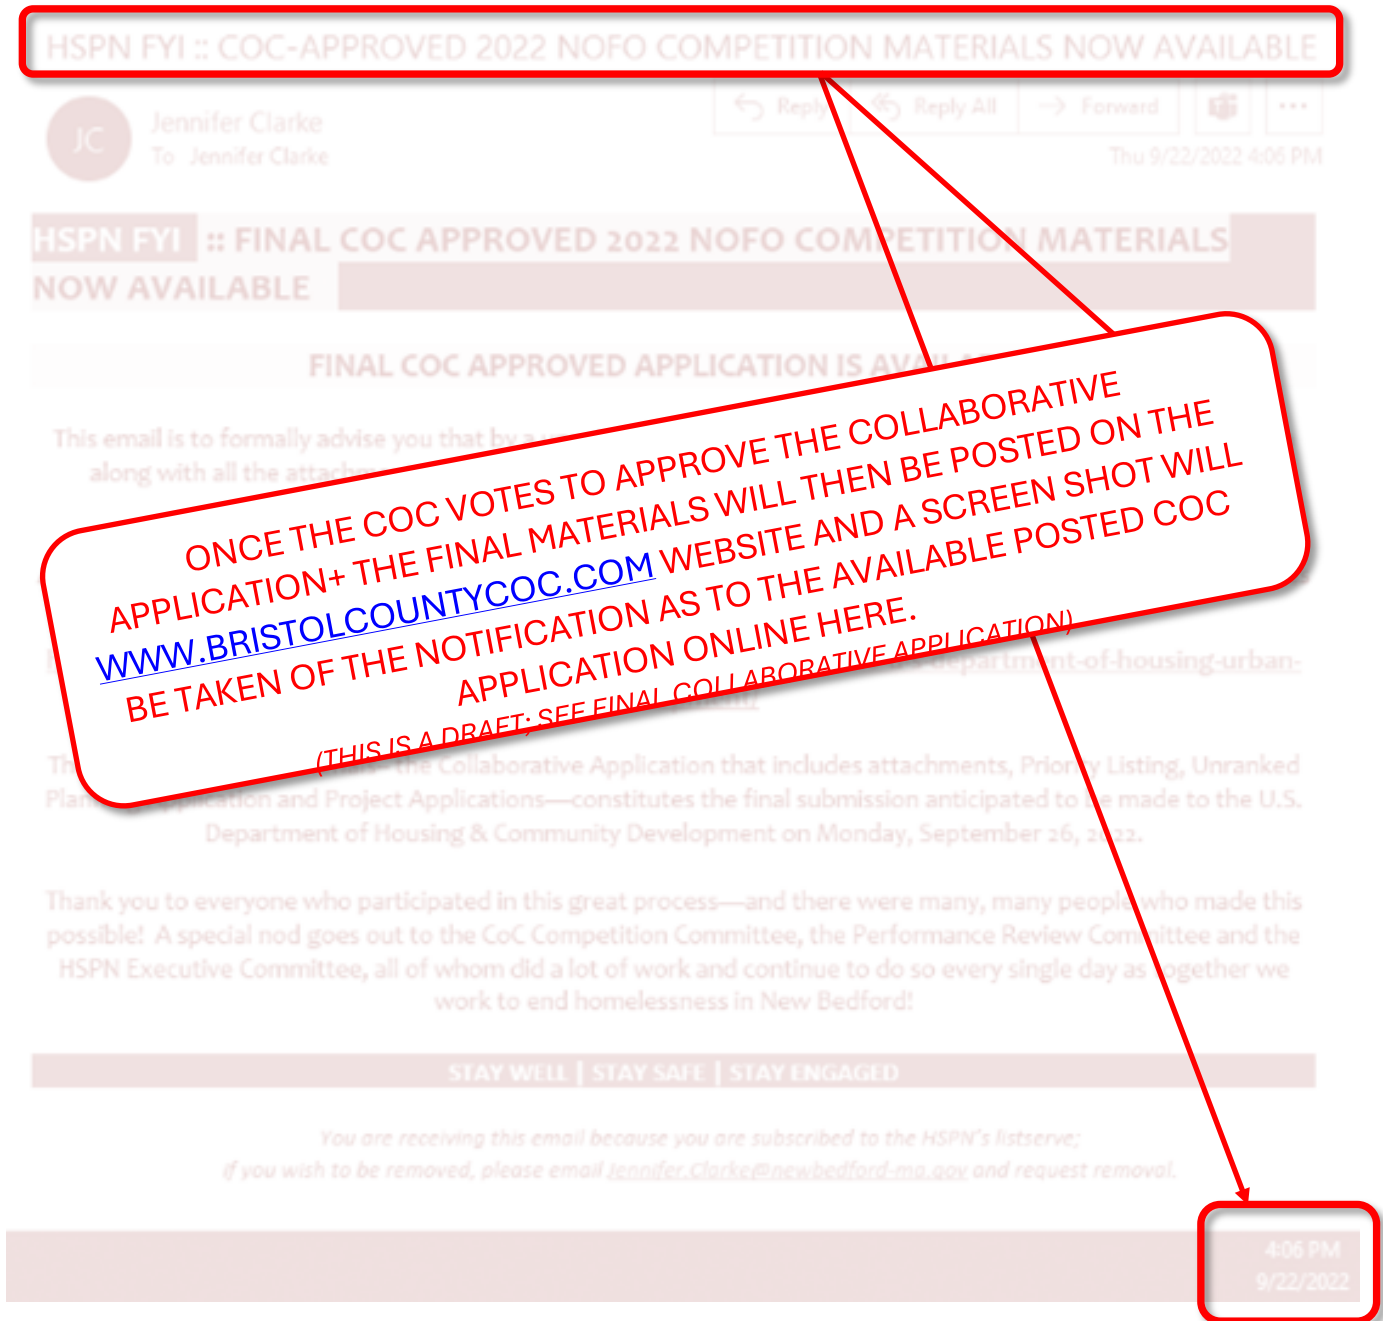 HSPN FYI :: COC-APPROVED 2022 NOFO COMPETITION MATERIALS NOW AVAILABLE
Reply
Reply All
Forward
JC
Jennifer Clarke
To Jennifer Clarke
Thu 9/22/2022 4:06 PM
HSPN FYI :: FINAL COC APPROVED 2022 NOFO COMPETITION MATERIALS
NOW AVAILABLE
FINAL COC APPROVED APPLICATION IS
This email is to formally advise you that by
along with all the
ONCE THE COC VOTES TO APPROVE THE COLLABORATIVE
APPLICATION+ THE FINAL MATERIALS WILL THEN BE POSTED ON THE
WWW.BRISTOLCOUNTYCOC.COM WEBSITE AND A SCREEN SHOT WILL
BE TAKEN OF THE NOTIFICATION AS TO THE AVAILABLE POSTED COC
APPLICATION ONLINE HERE.
(THIS IS A DRAFT; SEE FINAL COLLABORATIVE APPLICATION)
department-of-housing-urban-
the Collaborative Application that includes attachments, Priority Listing, Unranked
and Project Applications—constitutes the final submission anticipated to be made to the U.S.
Department of Housing & Community Development on Monday, September 26, 2022.
Thank you to everyone who participated in this great process—and there were many, many people who made this
possible! A special nod goes out to the CoC Competition Committee, the Performance Review Committee and the
HSPN Executive Committee, all of whom did a lot of work and continue to do so every single day as together we
work to end homelessness in New Bedford!
STAY WELL | STAY SAFE | STAY ENGAGED
You are receiving this email because you are subscribed to the HSPN's listserve;
if you wish to be removed, please email Jennifer.Clarke@newbedford-ma.gov and request removal.
4:06 PM
9/22/2022